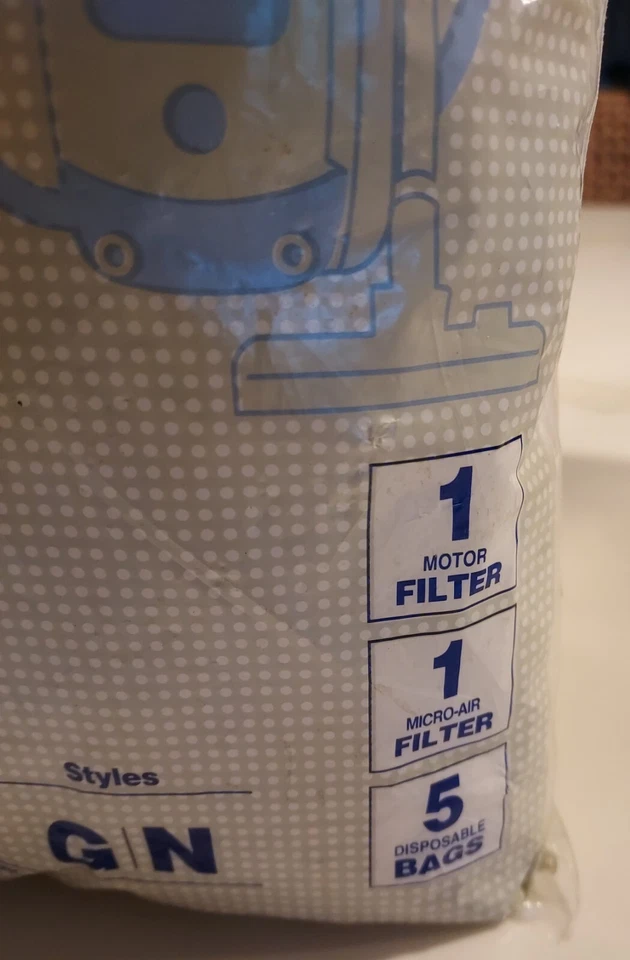 1
MOTOR
FILTER
1
MICRO-AIR
FILTER
5
DISPOSABLE
BAGS
Styles
G|N